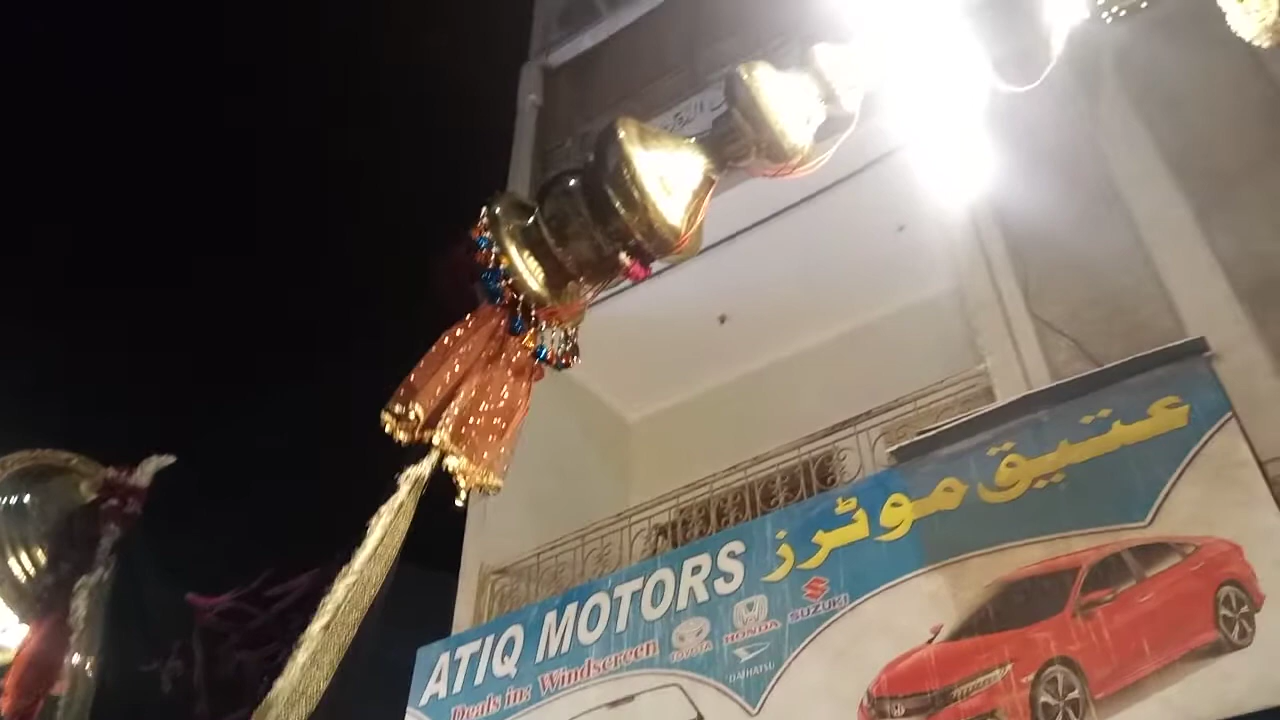 عتیق موٹرز
ATIQ MOTORS
Deals in: Windscreen
TOYOTA
HONDA
SUZUKI
DAIHATSU